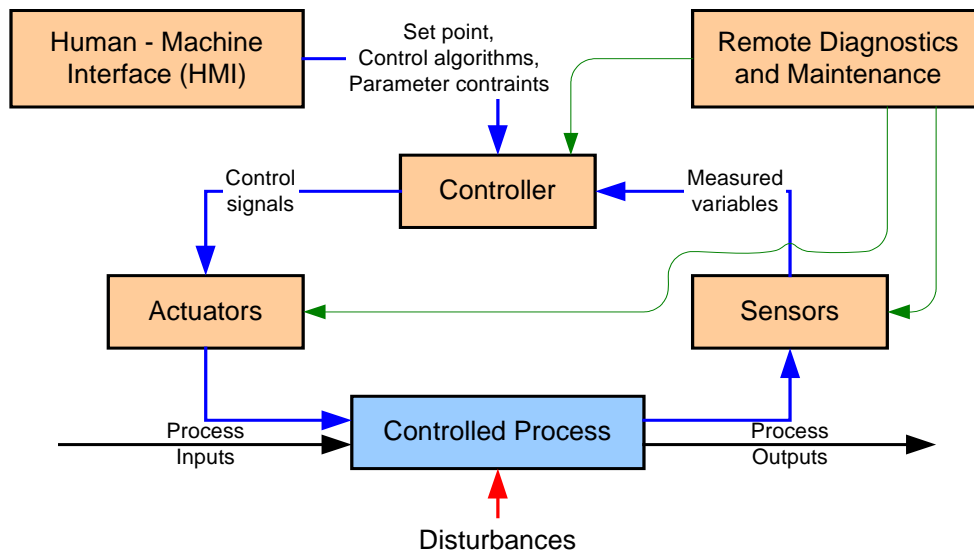 Human - Machine
Interface (HMI)
Set point,
Control algorithms,
Parameter contraints
Remote Diagnostics
and Maintenance
Control
signals
Controller
Measured
variables
Actuators
Sensors
Process
Inputs
Controlled Process
Process
Outputs
Disturbances